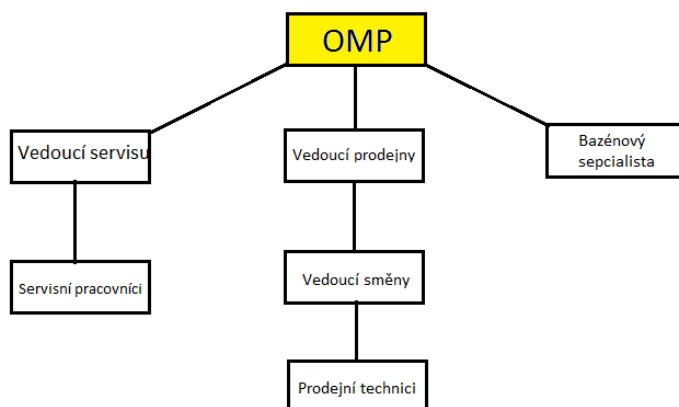 OMP
Vedoucí servisu
Vedoucí prodejny
Bazénový
sepcialista
Servisní pracovníci
Vedoucí směny
Prodejní technici